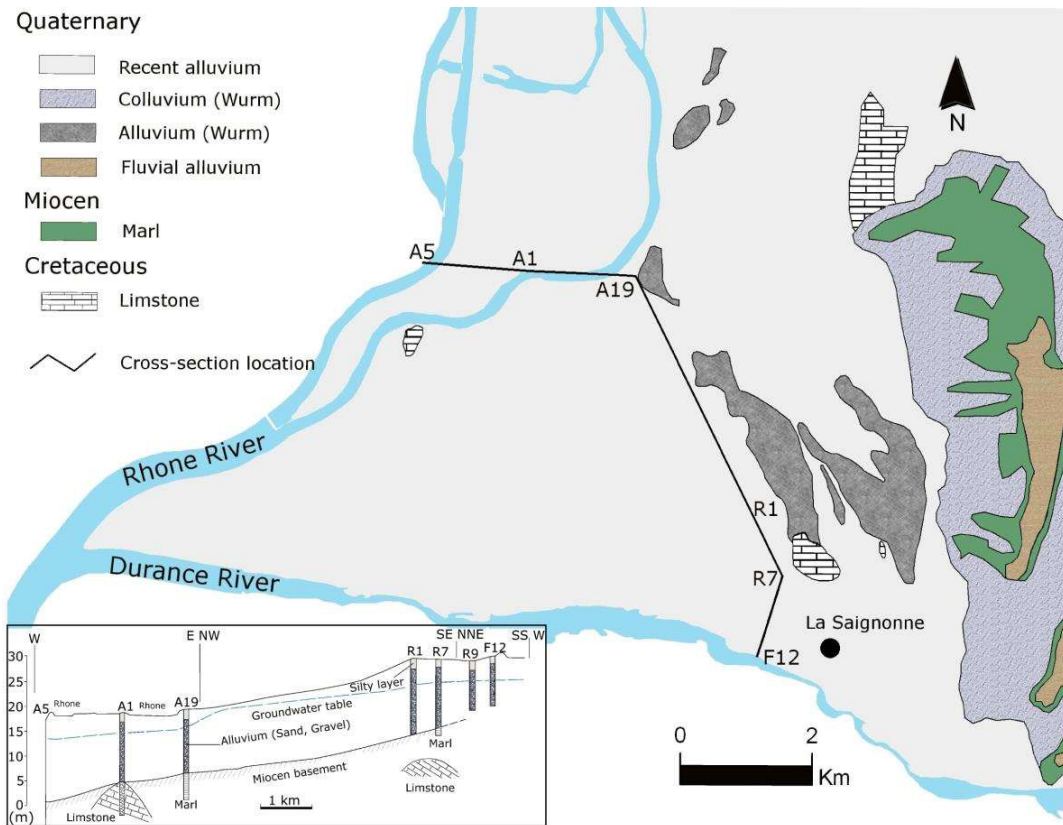 Quaternary
Recent alluvium
Colluvium (Wurm)
Alluvium (Wurm)
Fluvial alluvium
Miocen
Marl
Cretaceous
Limstone
Cross-section location
N
A5
A1
A19
R1
R7
F12
Rhone River
Durance River
La Saignonne
0 2
Km
W E NW SE NNE SS W
30
25
20
15
10
5
0
(m)
A5 Rhone A1 Rhone A19 R1 R7 R9 F12
Silty layer
Groundwater table
Alluvium (Sand, Gravel)
Miocen basement
Marl
Limstone
Marl
Limstone
1 km